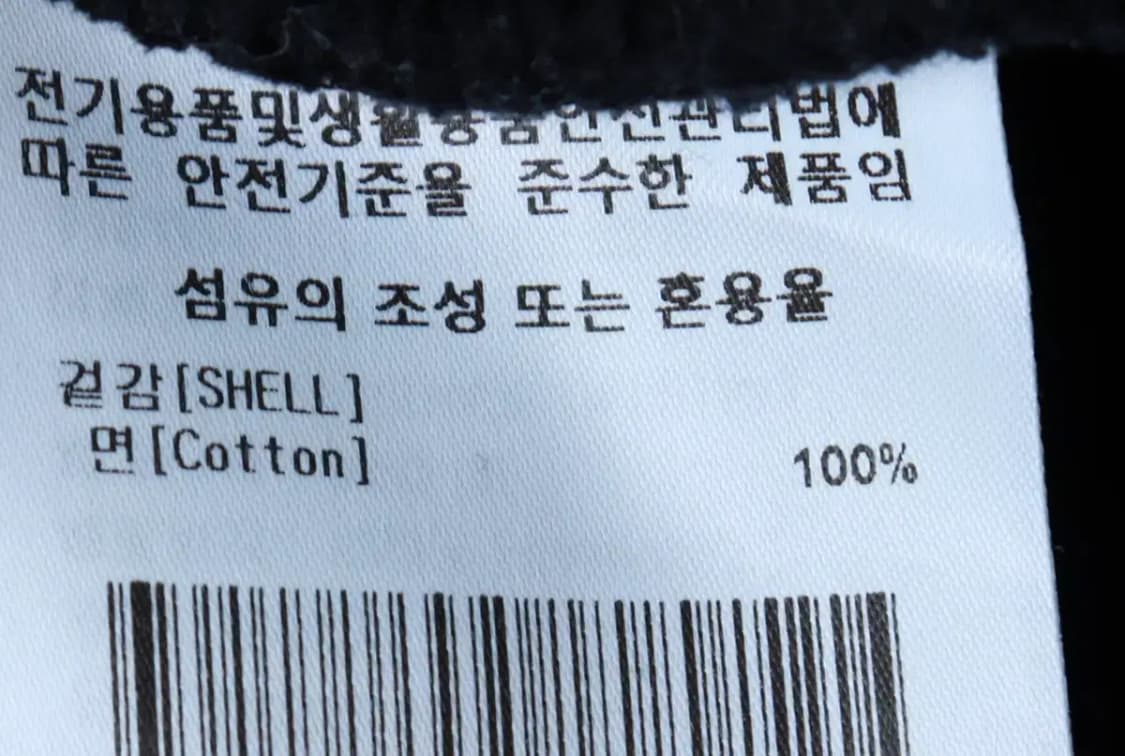 전기용품및생활용품안전관리법에
따른 안전기준을 준수한 제품임
섬유의 조성 또는 혼용율
겉감[SHELL]
면[Cotton] 100%